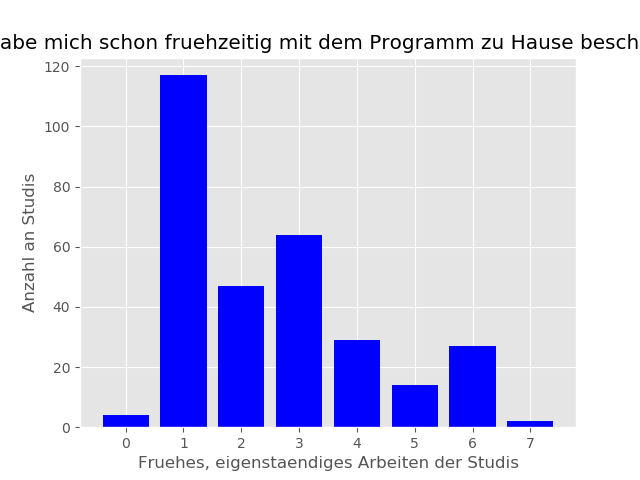 abe mich schon fruehzeitig mit dem Programm zu Hause besch
120
100
80
60
40
20
0
Anzahl an Studis
0 1 2 3 4 5 6 7
Fruehes, eigenstaendiges Arbeiten der Studis